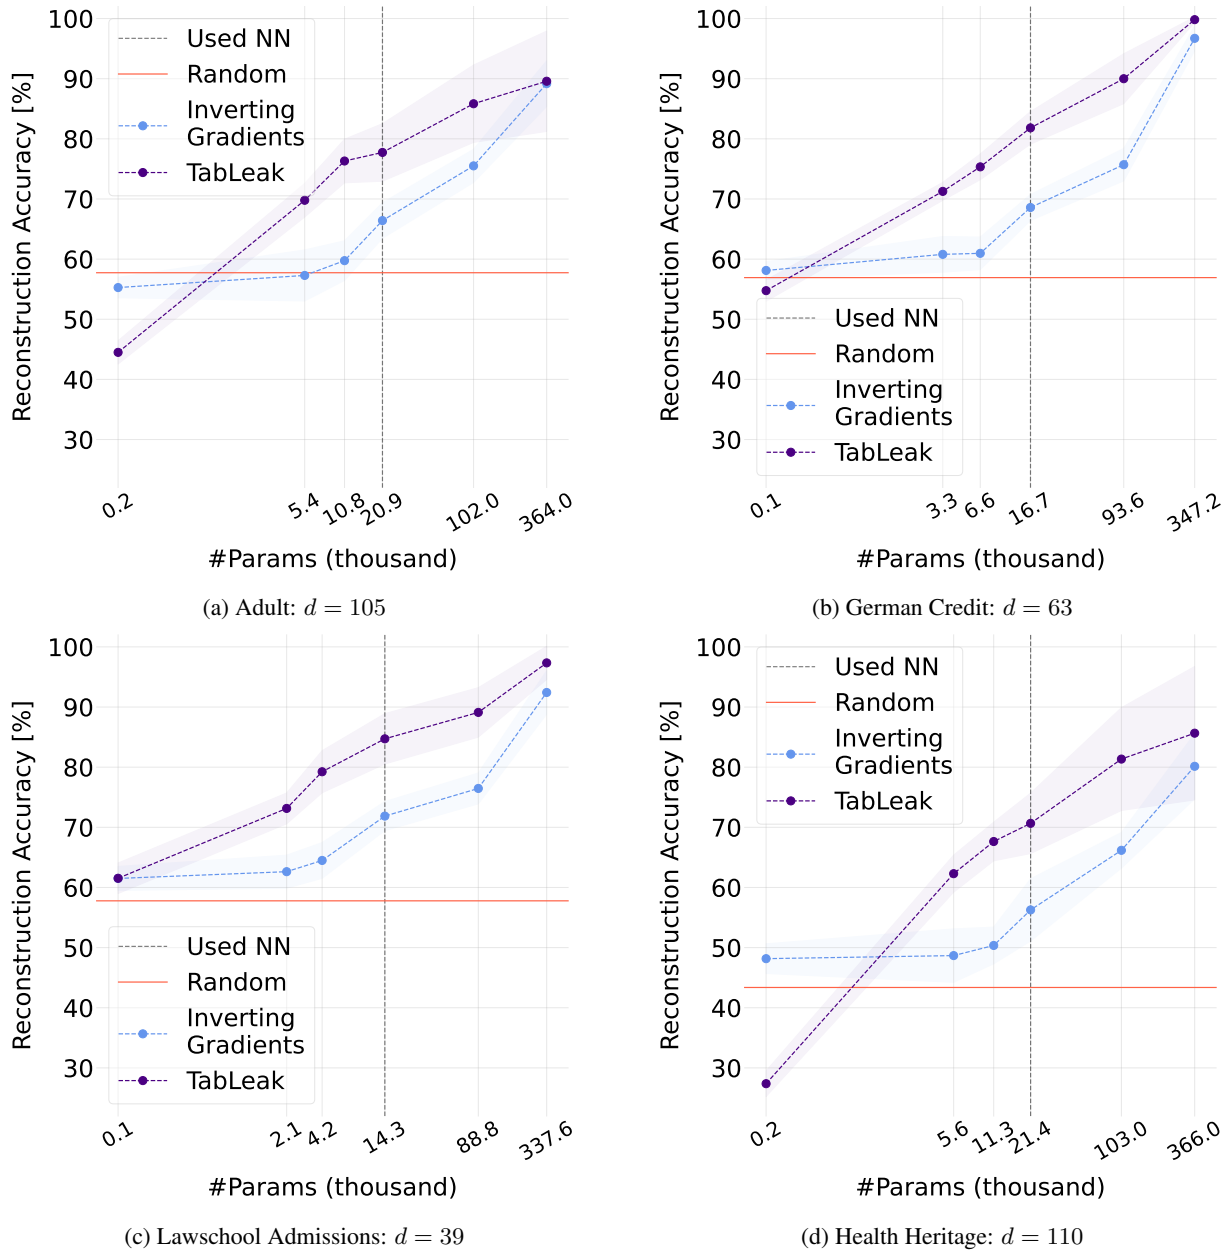 100
90
80
70
60
50
40
30
Reconstruction Accuracy [%]
Used NN
Random
Inverting
Gradients
TabLeak
0.2 5.4 10.8 20.9 102.0 364.0
#Params (thousand)
(a) Adult: d = 105
100
90
80
70
60
50
40
30
Reconstruction Accuracy [%]
Used NN
Random
Inverting
Gradients
TabLeak
0.1 3.3 6.6 16.7 93.6 347.2
#Params (thousand)
(b) German Credit: d = 63
100
90
80
70
60
50
40
30
Reconstruction Accuracy [%]
Used NN
Random
Inverting
Gradients
TabLeak
0.1 2.1 4.2 14.3 88.8 337.6
#Params (thousand)
(c) Lawschool Admissions: d = 39
100
90
80
70
60
50
40
30
Reconstruction Accuracy [%]
Used NN
Random
Inverting
Gradients
TabLeak
0.2 5.6 11.3 21.4 103.0 366.0
#Params (thousand)
(d) Health Heritage: d = 110